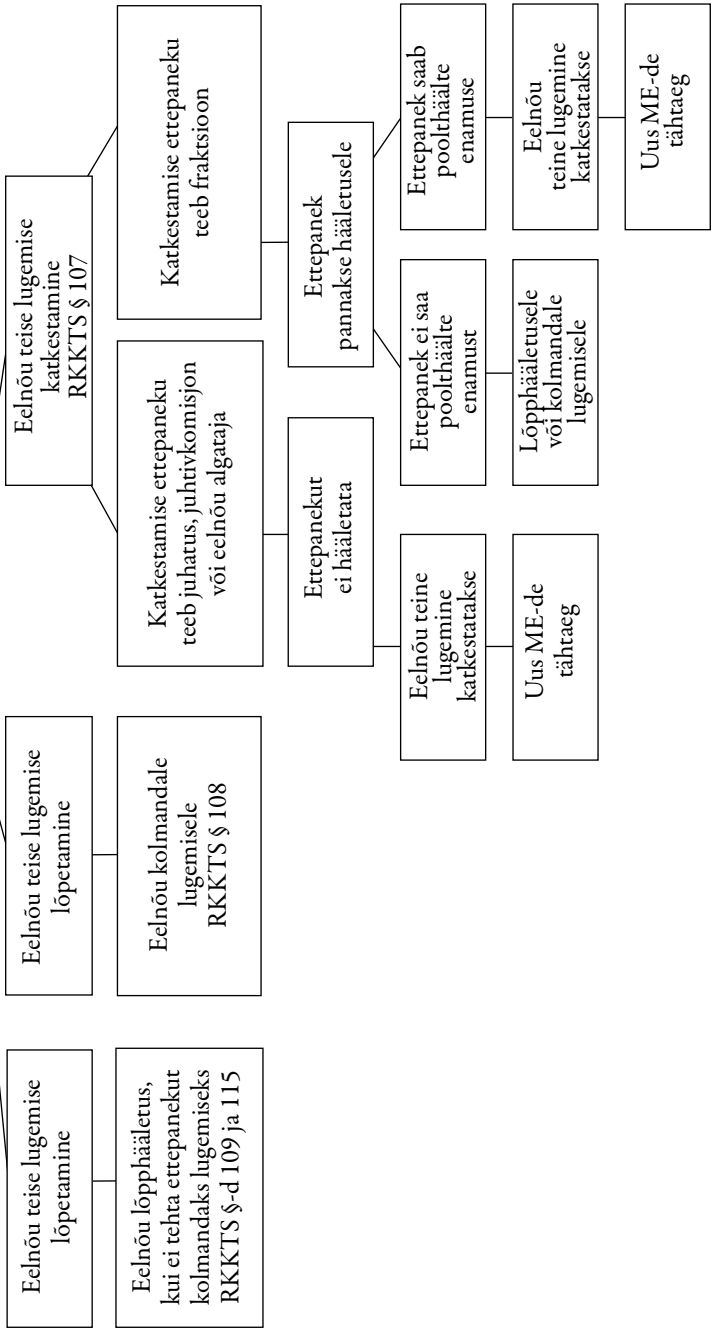 Eelnõu teise lugemise
lõpetamine
Eelnõu lõpphääletus,
kui ei tehta ettepanekut
kolmandaks lugemiseks
RKKTS §-d 109 ja 115
Eelnõu teise lugemise
lõpetamine
Eelnõu kolmandale
lugemisele
RKKTS § 108
Eelnõu teise lugemise
katkestamine
RKKTS § 107
Katkestamise ettepaneku
teeb juhatus, juhtivkomisjon
või eelnõu algataja
Ettepanekut
ei hääletata
Eelnõu teine
lugemine
katkestatakse
Uus ME-de
tähtaeg
Katkestamise ettepaneku
teeb fraktsioon
Ettepanek
pannakse hääletusele
Ettepanek ei saa
poolthäälte
enamust
Lõpphääletusele
või kolmandale
lugemisele
Ettepanek saab
poolthäälte
enamuse
Eelnõu
teine lugemine
katkestatakse
Uus ME-de
tähtaeg